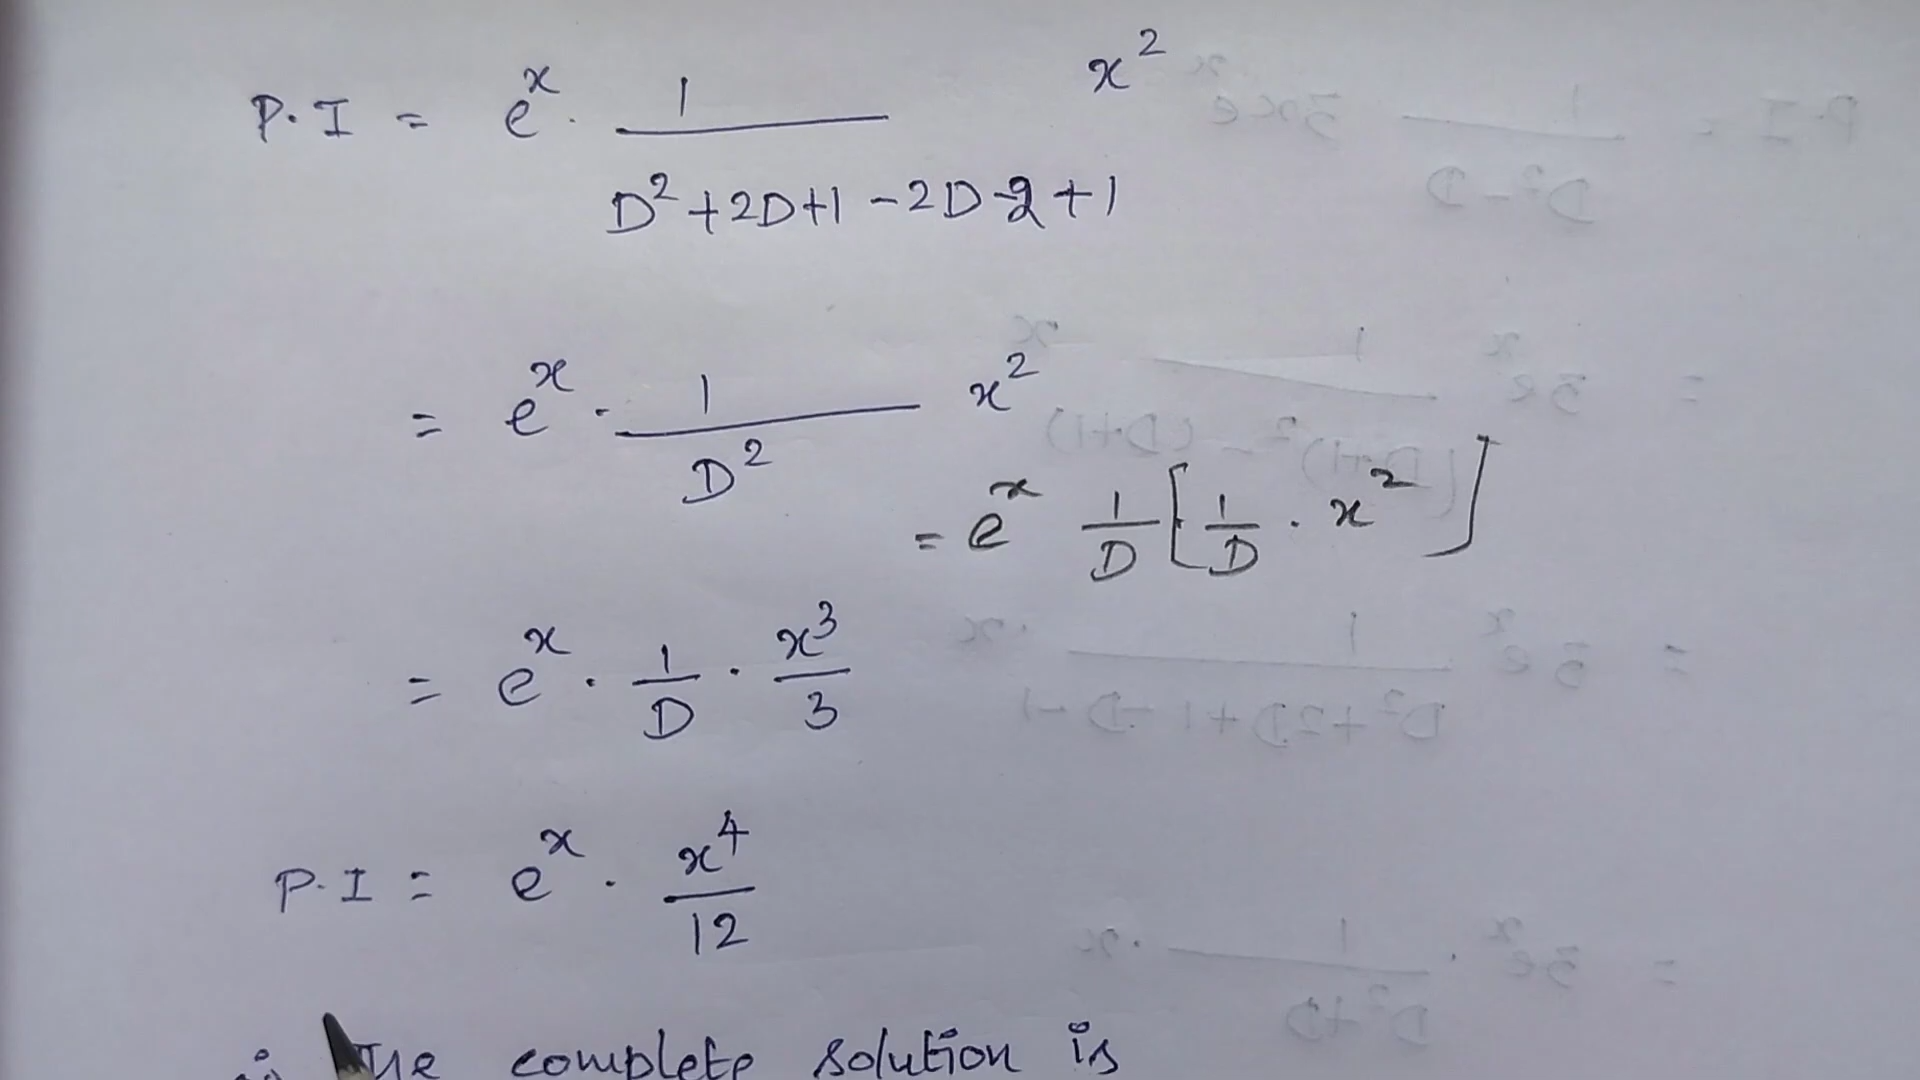 P.I = e^x . 1/(D^2+2D+1-2D-2+1) x^2
= e^x . 1/D^2 x^2
= e^x 1/D [1/D . x^2]
= e^x . 1/D . x^3/3
P.I = e^x . x^4/12
complete solution is